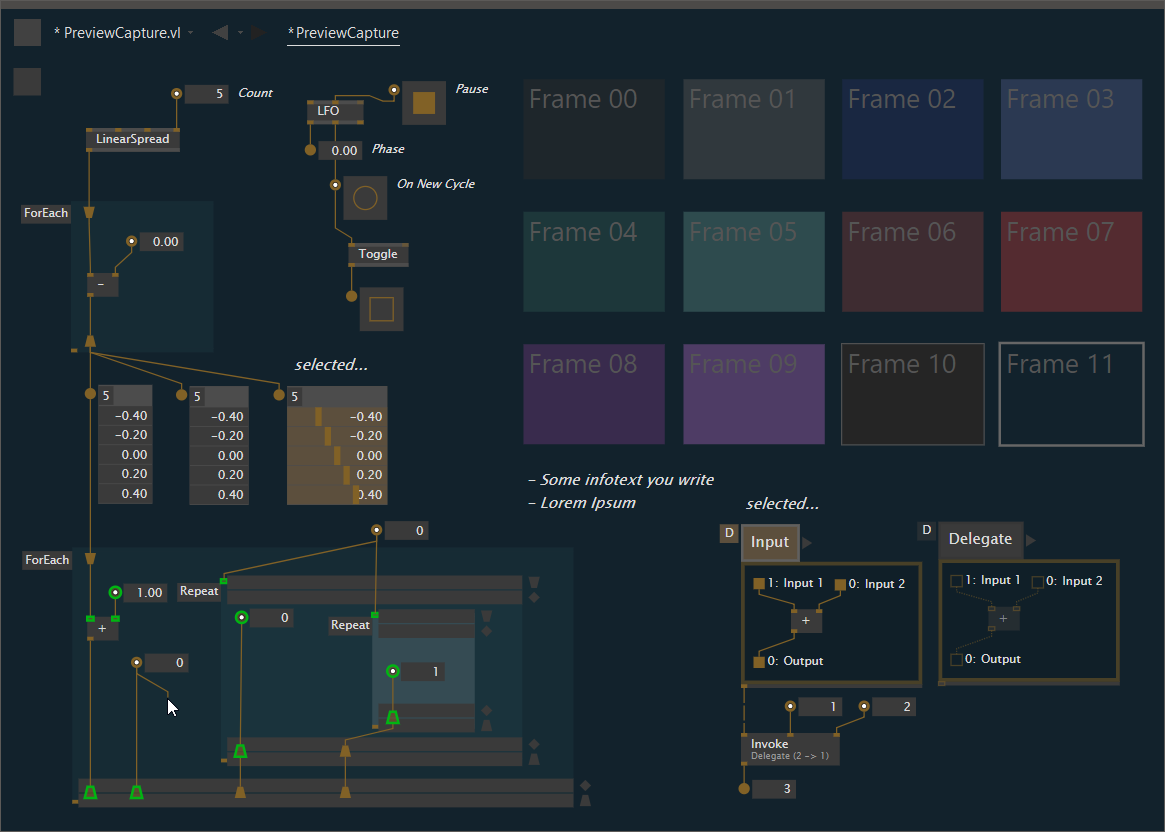 * PreviewCapture.vl
*PreviewCapture
5 Count
LinearSpread
LFO
Pause
0.00 Phase
On New Cycle
Toggle
ForEach
0.00
−
selected...
5
−0.40
−0.20
0.00
0.20
0.40
5
−0.40
−0.20
0.00
0.20
0.40
5
−0.40
−0.20
0.00
0.20
0.40
Frame 00
Frame 01
Frame 02
Frame 03
Frame 04
Frame 05
Frame 06
Frame 07
Frame 08
Frame 09
Frame 10
Frame 11
– Some infotext you write
– Lorem Ipsum
ForEach
0
1.00
Repeat
+
0
0
Repeat
1
selected...
D
Input
1: Input 1
0: Input 2
+
0: Output
D
Delegate
1: Input 1
0: Input 2
+
0: Output
1
2
Invoke
Delegate (2 -> 1)
3